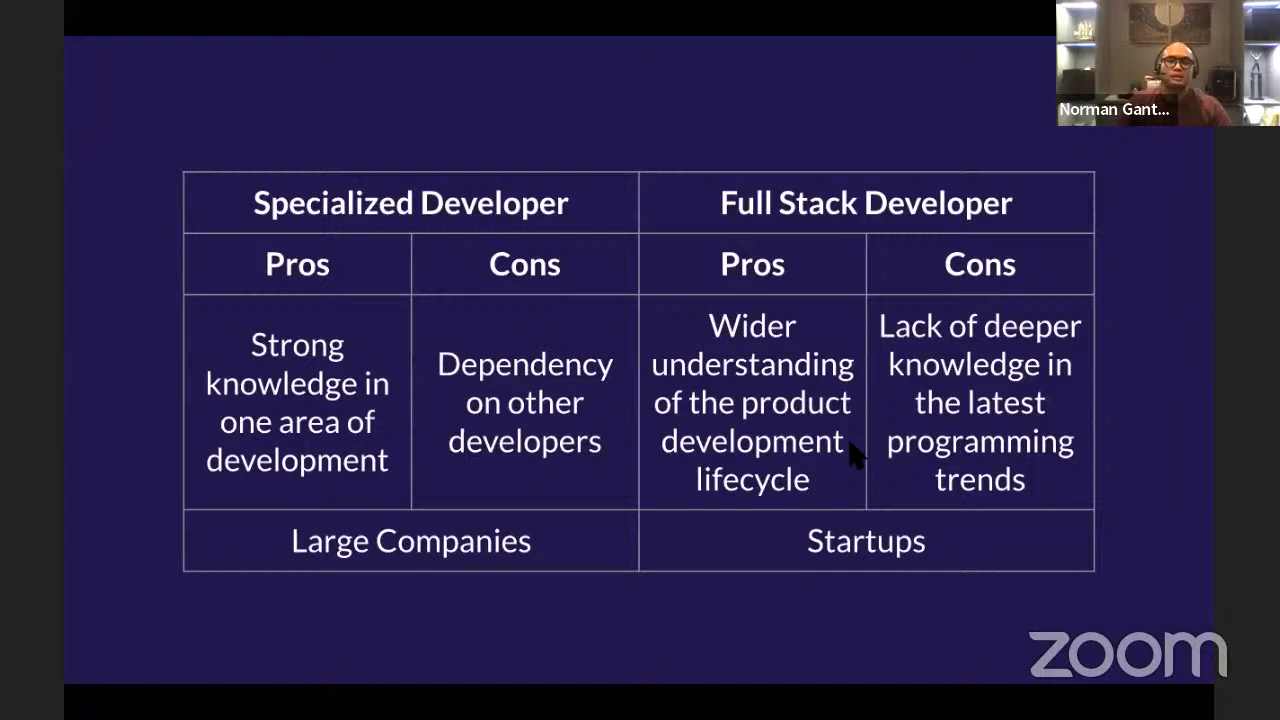 Norman Gant...
Specialized Developer
Full Stack Developer
Pros
Cons
Pros
Cons
Strong
knowledge in
one area of
development
Dependency
on other
developers
Wider
understanding
of the product
development
lifecycle
Lack of deeper
knowledge in
the latest
programming
trends
Large Companies
Startups
zoom